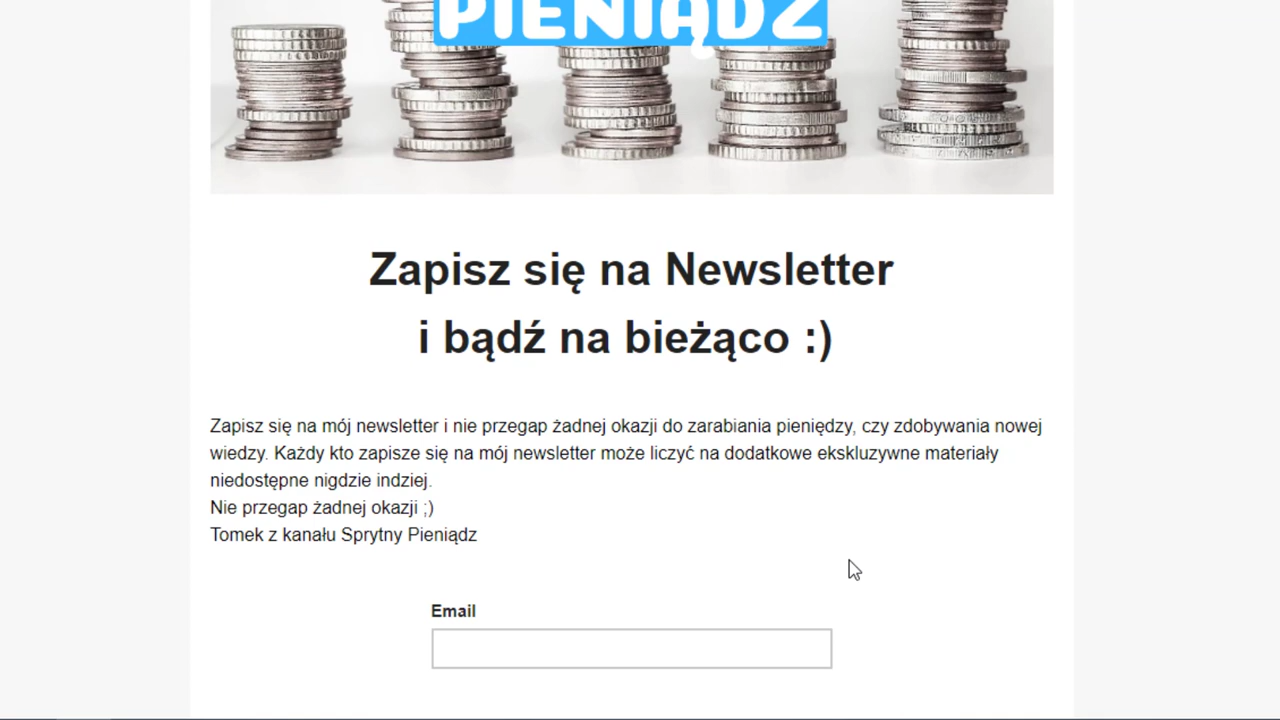 PIENIĄDZ
Zapisz się na Newsletter
i bądź na bieżąco :)
Zapisz się na mój newsletter i nie przegap żadnej okazji do zarabiania pieniędzy, czy zdobywania nowej
wiedzy. Każdy kto zapisze się na mój newsletter może liczyć na dodatkowe ekskluzywne materiały
niedostępne nigdzie indziej.
Nie przegap żadnej okazji ;)
Tomek z kanału Sprytny Pieniądz
Email